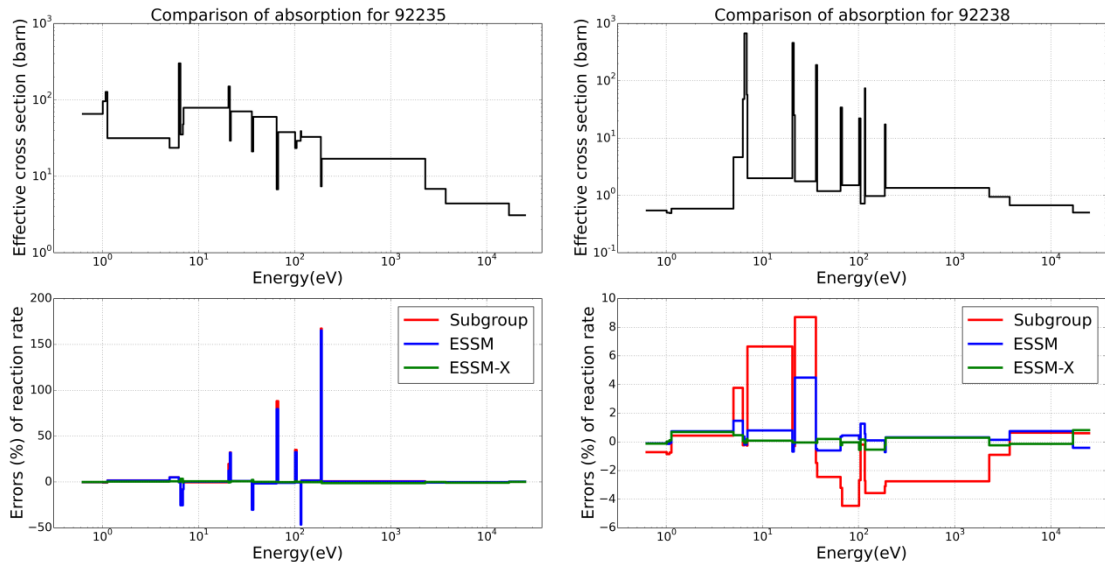 Comparison of absorption for 92235
Effective cross section (barn)
10³
10²
10¹
10⁰
10⁰ 10¹ 10² 10³ 10⁴
Energy(eV)
Comparison of absorption for 92238
Effective cross section (barn)
10³
10²
10¹
10⁰
10⁻¹
10⁰ 10¹ 10² 10³ 10⁴
Energy(eV)
Errors (%) of reaction rate
200
150
100
50
0
−50
Subgroup
ESSM
ESSM-X
10⁰ 10¹ 10² 10³ 10⁴
Energy(eV)
Errors (%) of reaction rate
10
8
6
4
2
0
−2
−4
−6
Subgroup
ESSM
ESSM-X
10⁰ 10¹ 10² 10³ 10⁴
Energy(eV)